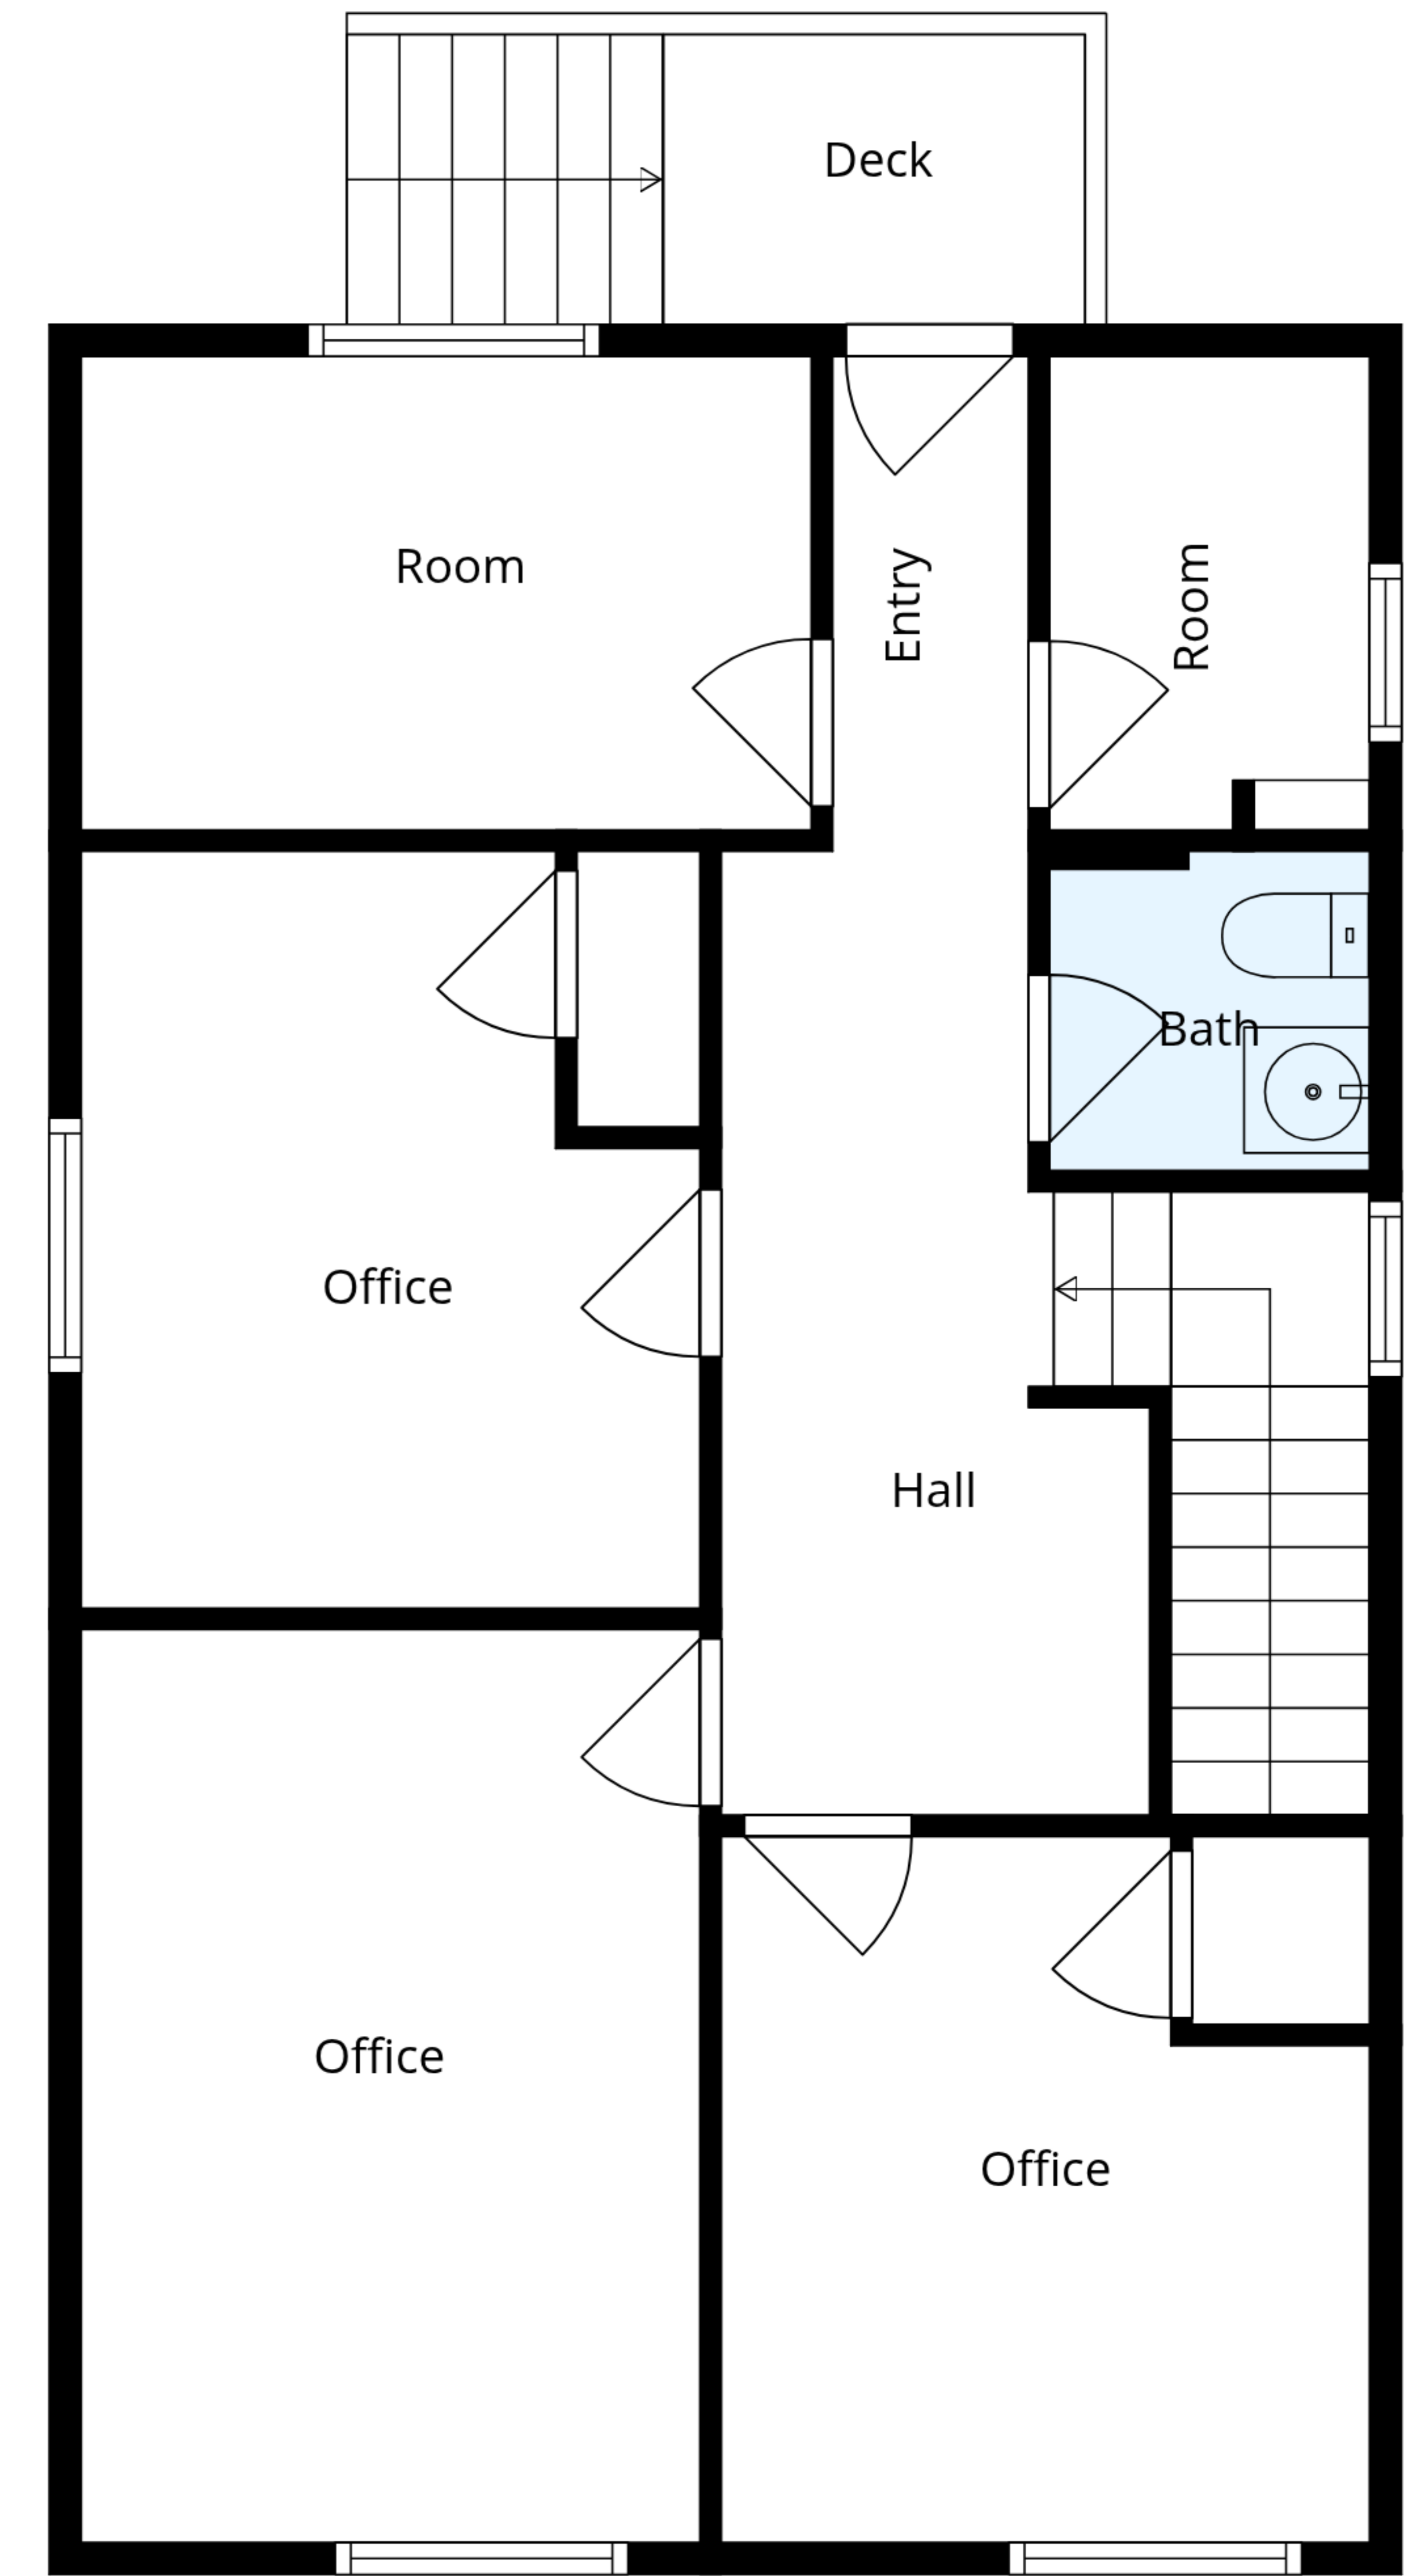 Deck
Room
Entry
Room
Bath
Office
Hall
Office
Office